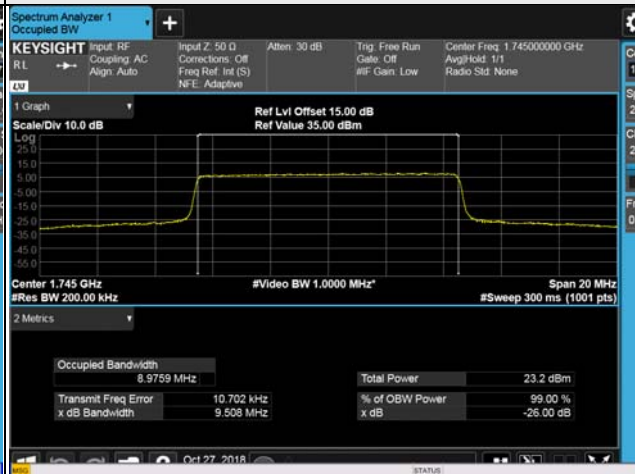 Spectrum Analyzer 1
Occupied BW
+
KEYSIGHT
RL
Input: RF
Coupling: AC
Align: Auto
Input Z: 50 Ω
Corrections: Off
Freq Ref: Int (S)
NFE: Adaptive
Atten: 30 dB
Trig: Free Run
Gate: Off
#IF Gain: Low
Center Freq: 1.745000000 GHz
Avg|Hold: 1/1
Radio Std: None
LXI
1 Graph
Scale/Div 10.0 dB
Ref Lvl Offset 15.00 dB
Ref Value 35.00 dBm
Log
25.0
15.0
5.00
-5.00
-15.0
-25.0
-35.0
-45.0
-55.0
Center 1.745 GHz
#Res BW 200.00 kHz
#Video BW 1.0000 MHz*
Span 20 MHz
#Sweep 300 ms (1001 pts)
2 Metrics
Occupied Bandwidth
8.9759 MHz
Total Power 23.2 dBm
Transmit Freq Error 10.702 kHz
% of OBW Power 99.00 %
x dB Bandwidth 9.508 MHz
x dB -26.00 dB
Oct 27, 2018
MSG
STATUS